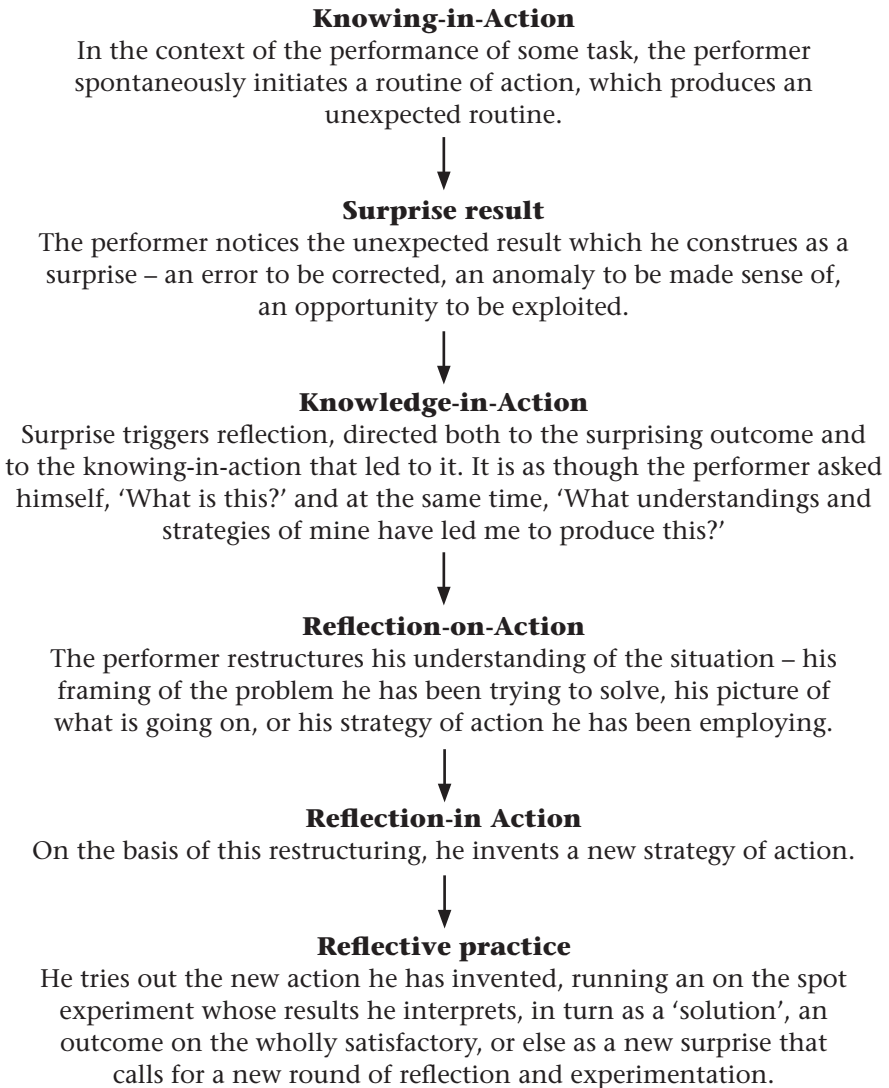 Knowing-in-Action
In the context of the performance of some task, the performer
spontaneously initiates a routine of action, which produces an
unexpected routine.
Surprise result
The performer notices the unexpected result which he construes as a
surprise – an error to be corrected, an anomaly to be made sense of,
an opportunity to be exploited.
Knowledge-in-Action
Surprise triggers reflection, directed both to the surprising outcome and
to the knowing-in-action that led to it. It is as though the performer asked
himself, ‘What is this?’ and at the same time, ‘What understandings and
strategies of mine have led me to produce this?’
Reflection-on-Action
The performer restructures his understanding of the situation – his
framing of the problem he has been trying to solve, his picture of
what is going on, or his strategy of action he has been employing.
Reflection-in Action
On the basis of this restructuring, he invents a new strategy of action.
Reflective practice
He tries out the new action he has invented, running an on the spot
experiment whose results he interprets, in turn as a ‘solution’, an
outcome on the wholly satisfactory, or else as a new surprise that
calls for a new round of reflection and experimentation.